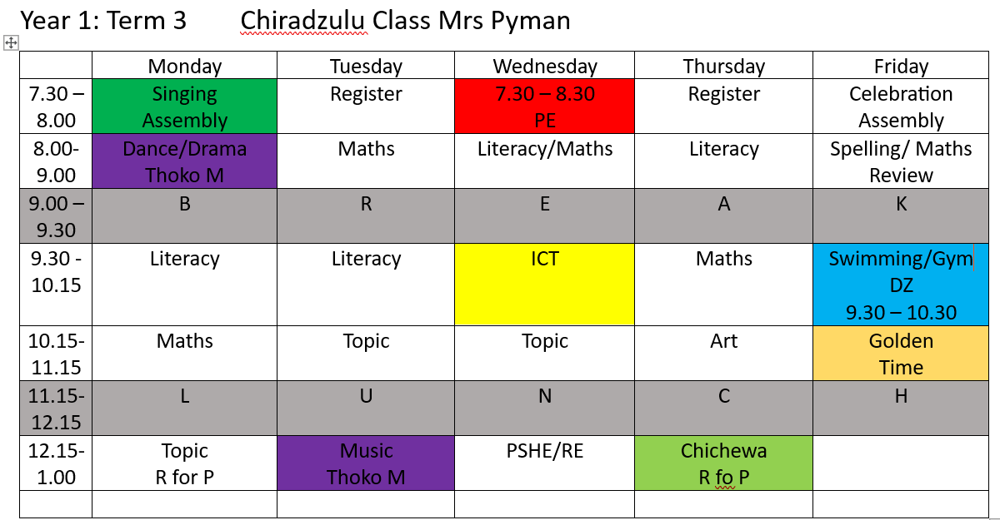 Year 1: Term 3 Chiradzulu Class Mrs Pyman
Monday Tuesday Wednesday Thursday Friday
7.30 –
8.00
Singing
Assembly
Register
7.30 – 8.30
PE
Register
Celebration
Assembly
8.00-
9.00
Dance/Drama
Thoko M
Maths
Literacy/Maths
Literacy
Spelling/ Maths
Review
9.00 –
9.30
B R E A K
9.30 -
10.15
Literacy
Literacy
ICT
Maths
Swimming/Gym
DZ
9.30 – 10.30
10.15-
11.15
Maths
Topic
Topic
Art
Golden
Time
11.15-
12.15
L U N C H
12.15-
1.00
Topic
R for P
Music
Thoko M
PSHE/RE
Chichewa
R fo P